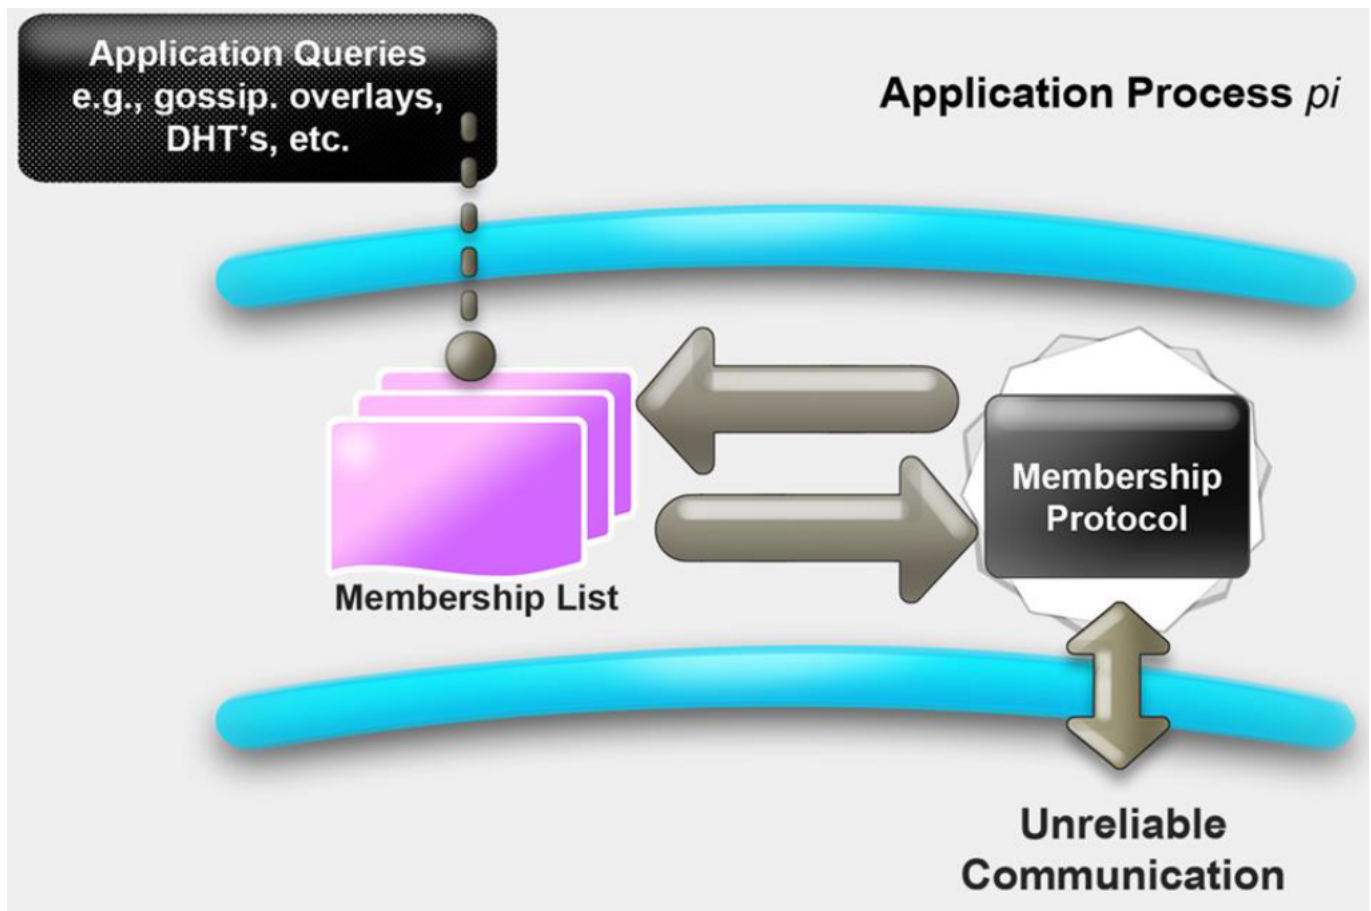 Application Queries
e.g., gossip. overlays,
DHT's, etc.
Application Process pi
Membership
Protocol
Membership List
Unreliable
Communication